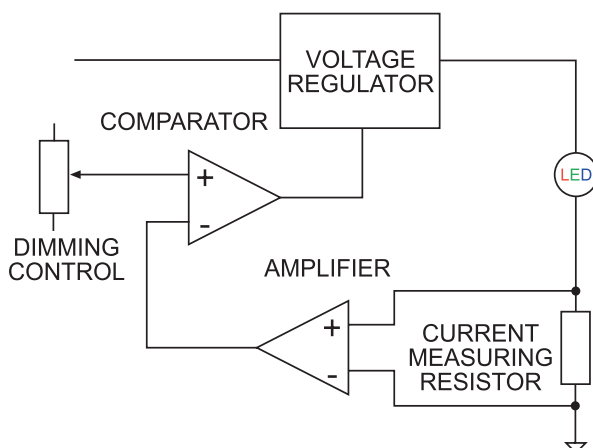 VOLTAGE
REGULATOR
COMPARATOR
+
-
LED
DIMMING
CONTROL
AMPLIFIER
+
-
CURRENT
MEASURING
RESISTOR